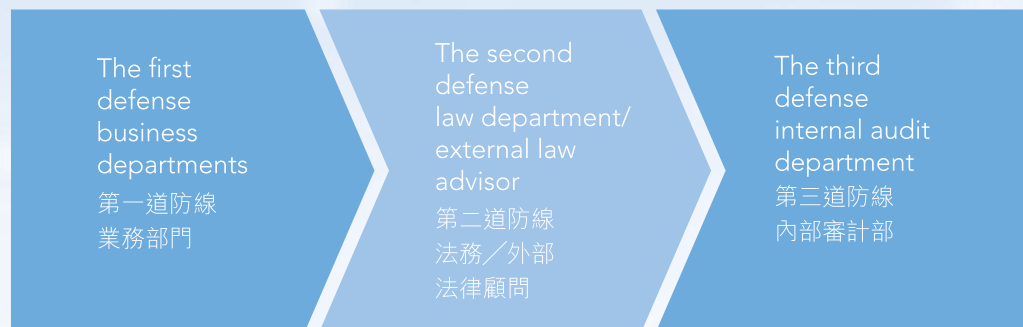 The first
defense
business
departments
第一道防線
業務部門
The second
defense
law department/
external law
advisor
第二道防線
法務／外部
法律顧問
The third
defense
internal audit
department
第三道防線
內部審計部